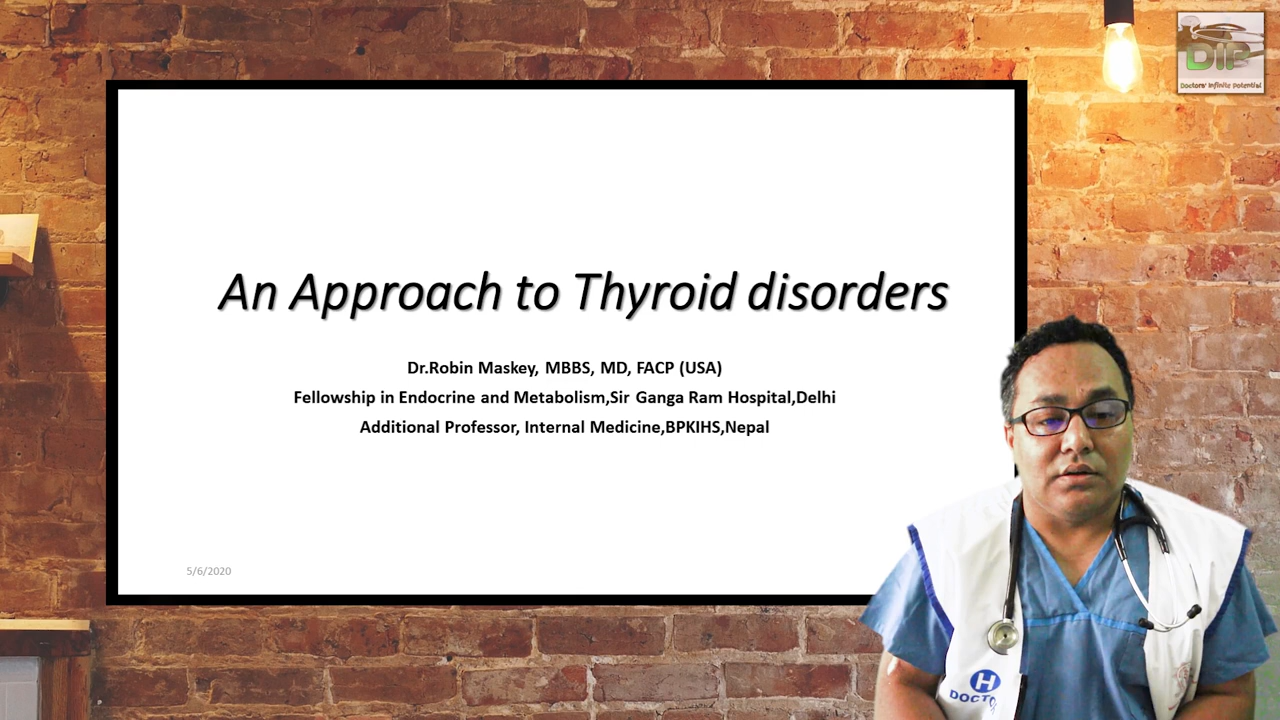 DIP
Doctors' Infinite Potential
An Approach to Thyroid disorders
Dr.Robin Maskey, MBBS, MD, FACP (USA)
Fellowship in Endocrine and Metabolism,Sir Ganga Ram Hospital,Delhi
Additional Professor, Internal Medicine,BPKIHS,Nepal
5/6/2020
H